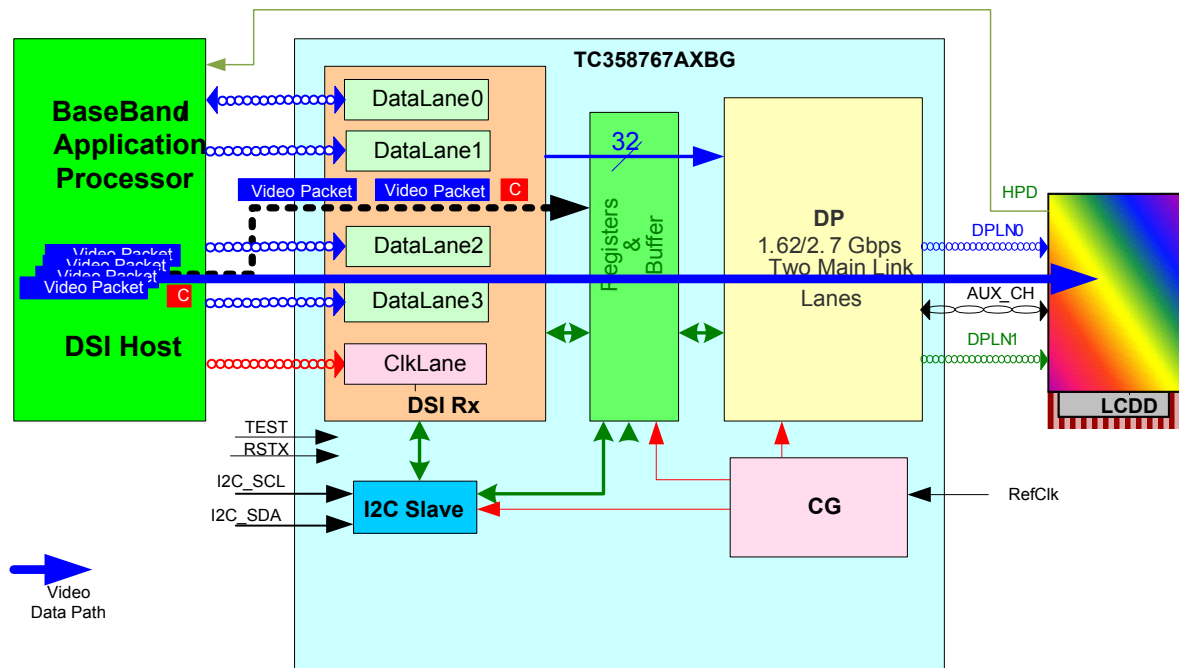 TC358767AXBG
BaseBand
Application
Processor
DSI Host
DataLane0
DataLane1
Video Packet
Video Packet
C
DataLane2
Video Packet
Video Packet
Video Packet
Video Packet
C
DataLane3
ClkLane
DSI Rx
32
Registers
&
Buffer
DP
1.62/2. 7 Gbps
Two Main Link
Lanes
HPD
DPLN0
AUX_CH
DPLN1
LCDD
TEST
RSTX
I2C_SCL
I2C_SDA
I2C Slave
CG
RefClk
Video
Data Path